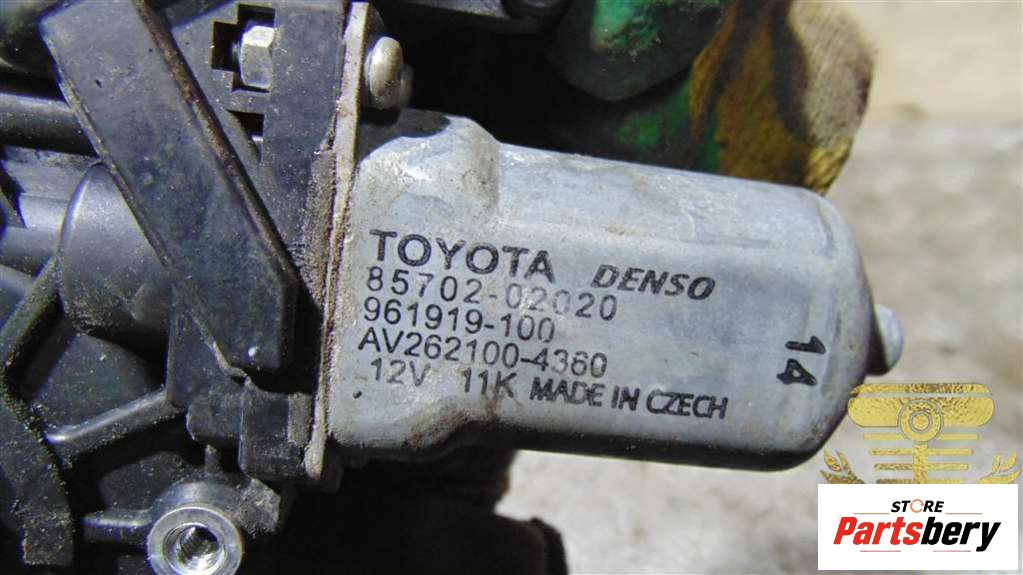 TOYOTA DENSO
85702-02020
961919-100
AV262100-4360
12V 11K MADE IN CZECH
14
STORE
Partsbery